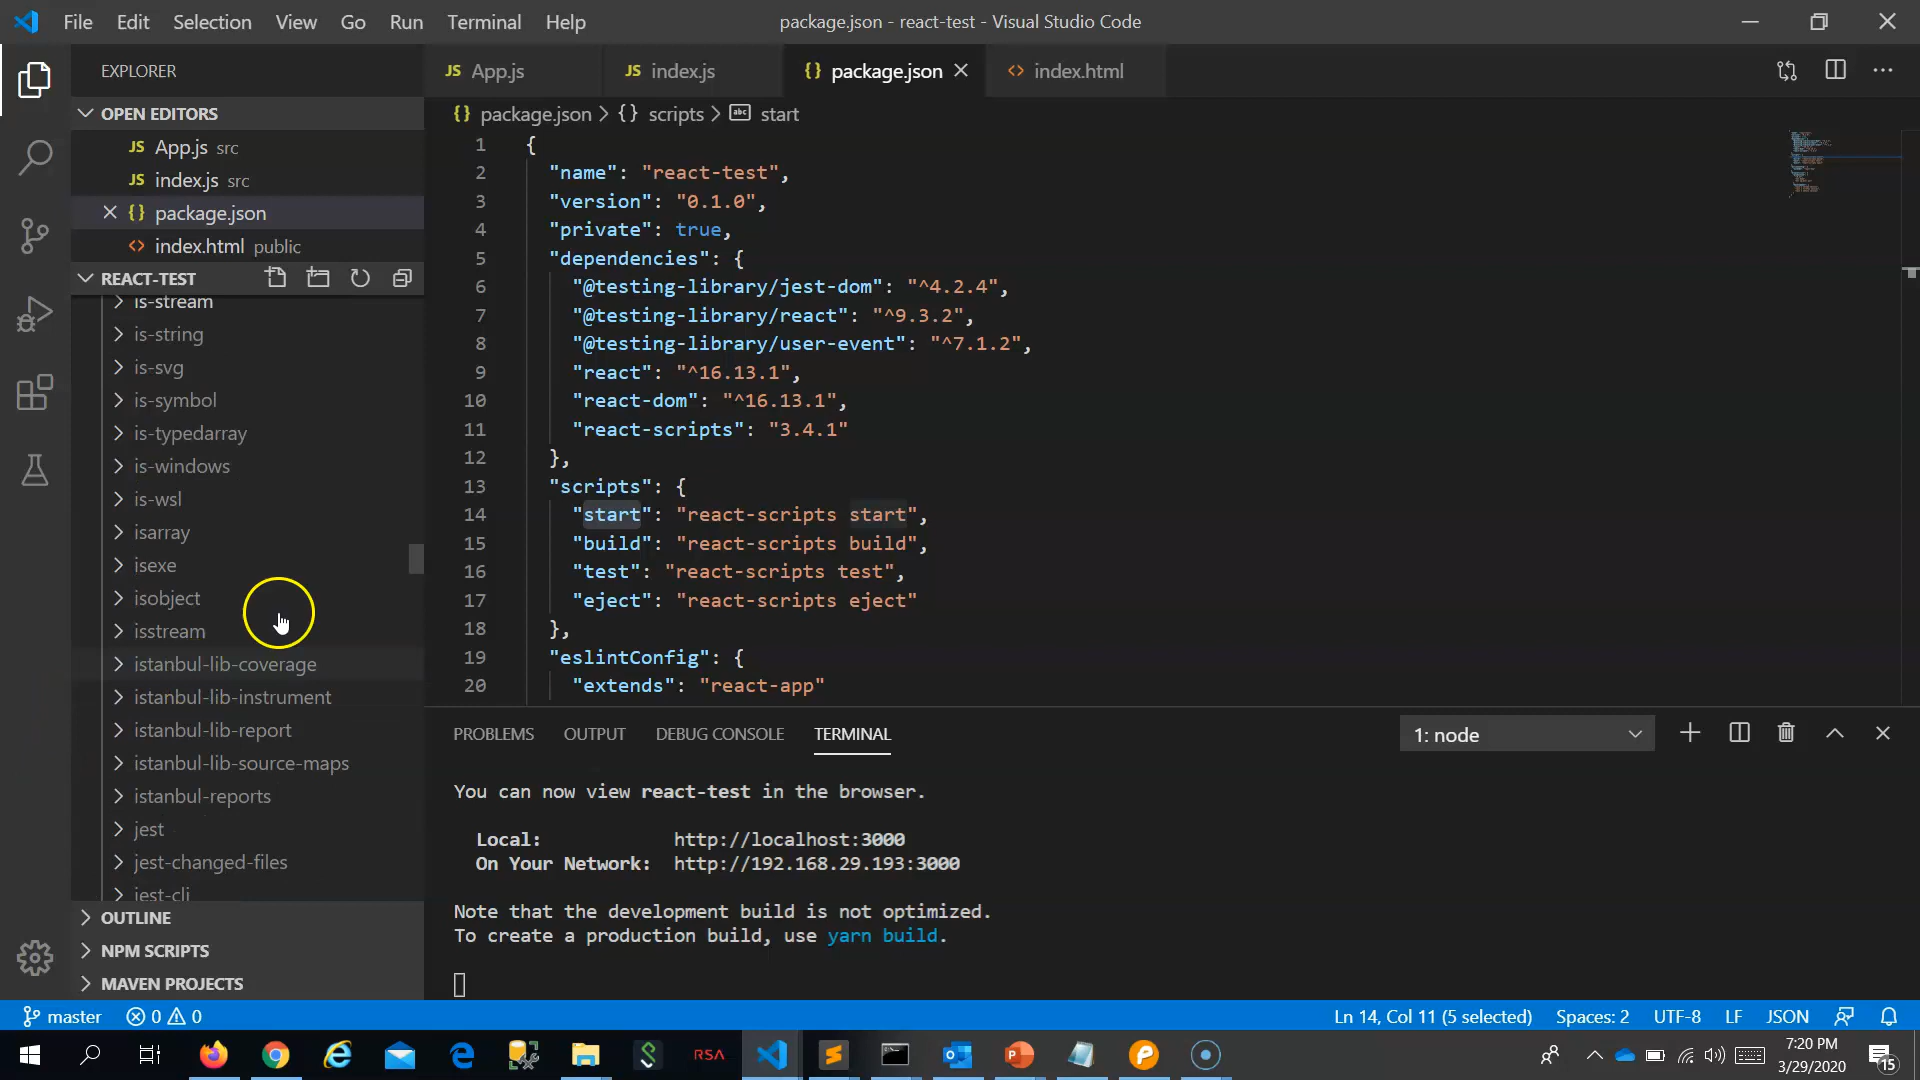 File Edit Selection View Go Run Terminal Help
package.json - react-test - Visual Studio Code
EXPLORER
OPEN EDITORS
JS App.js src
JS index.js src
{} package.json
<> index.html public
REACT-TEST
is-stream
is-string
is-svg
is-symbol
is-typedarray
is-windows
is-wsl
isarray
isexe
isobject
isstream
istanbul-lib-coverage
istanbul-lib-instrument
istanbul-lib-report
istanbul-lib-source-maps
istanbul-reports
jest
jest-changed-files
jest-cli
OUTLINE
NPM SCRIPTS
MAVEN PROJECTS
JS App.js JS index.js {} package.json <> index.html
{} package.json > {} scripts > abc start
1 {
2 "name": "react-test",
3 "version": "0.1.0",
4 "private": true,
5 "dependencies": {
6 "@testing-library/jest-dom": "^4.2.4",
7 "@testing-library/react": "^9.3.2",
8 "@testing-library/user-event": "^7.1.2",
9 "react": "^16.13.1",
10 "react-dom": "^16.13.1",
11 "react-scripts": "3.4.1"
12 },
13 "scripts": {
14 "start": "react-scripts start",
15 "build": "react-scripts build",
16 "test": "react-scripts test",
17 "eject": "react-scripts eject"
18 },
19 "eslintConfig": {
20 "extends": "react-app"
PROBLEMS OUTPUT DEBUG CONSOLE TERMINAL
1: node
You can now view react-test in the browser.
Local: http://localhost:3000
On Your Network: http://192.168.29.193:3000
Note that the development build is not optimized.
To create a production build, use yarn build.
master 0 0
Ln 14, Col 11 (5 selected) Spaces: 2 UTF-8 LF JSON
RSA
7:20 PM
3/29/2020
15